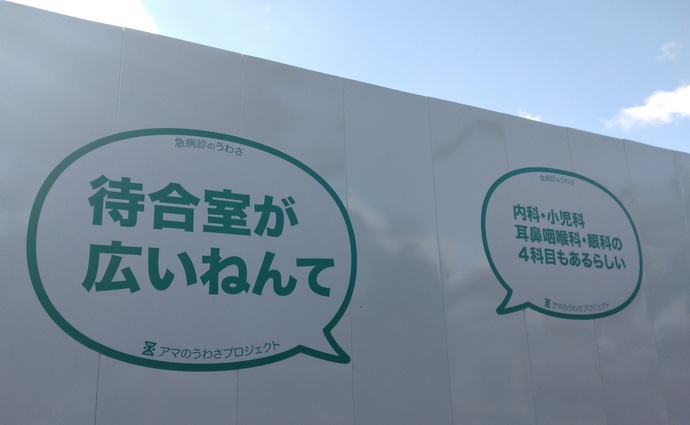 急病診のうわさ
待合室が
広いねんて
アマのうわさプロジェクト
急病診のうわさ
内科・小児科
耳鼻咽喉科・眼科の
4科目もあるらしい
アマのうわさプロジェクト